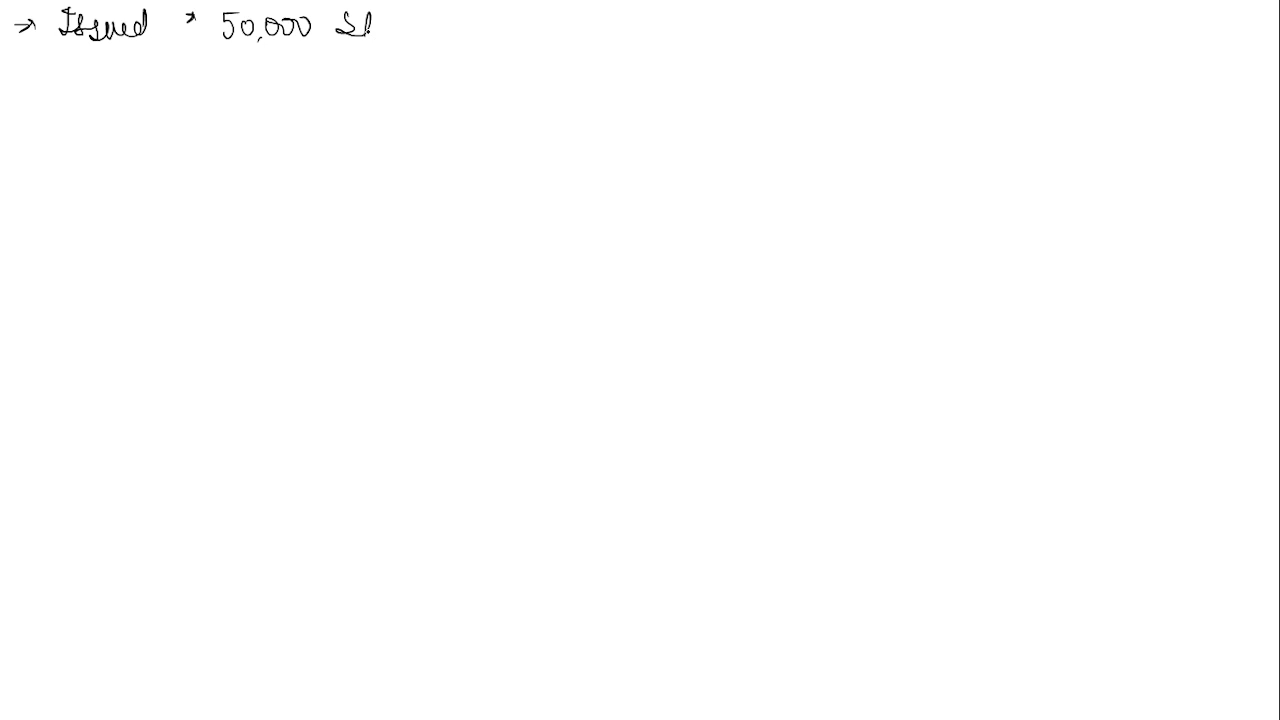 → Issued * 50,000